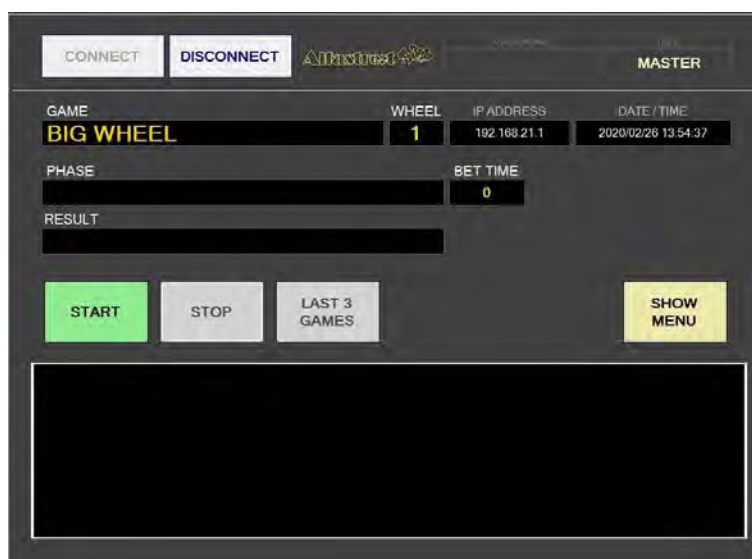 CONNECT
DISCONNECT
Alfastreet
MASTER
GAME
WHEEL
IP ADDRESS
DATE / TIME
BIG WHEEL
1
192.168.21.1
2020/02/26 13:54:37
PHASE
BET TIME
0
RESULT
START
STOP
LAST 3
GAMES
SHOW
MENU